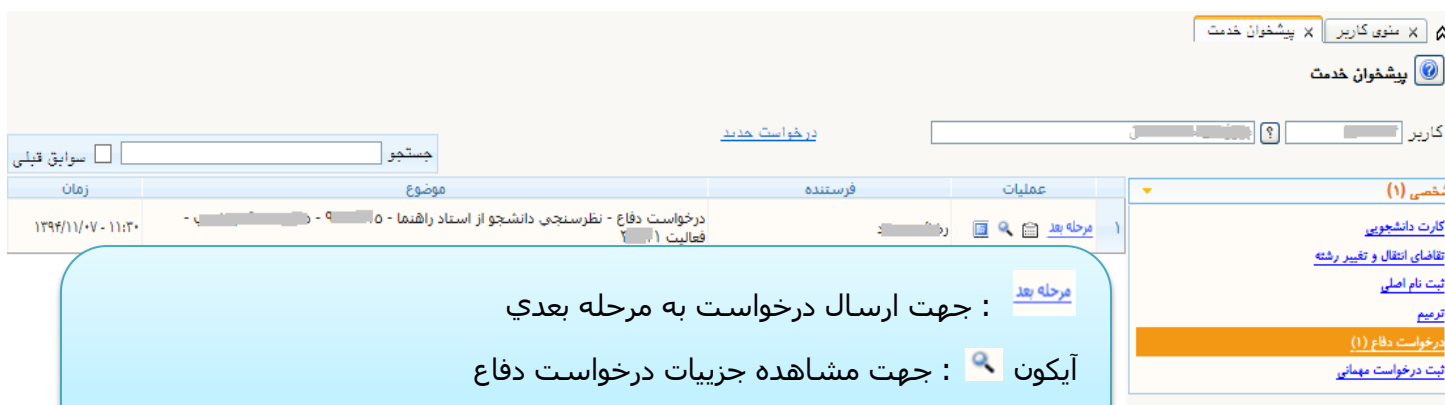 منوی کاربر x پیشخوان خدمت x
پیشخوان خدمت
کاربر
درخواست جدید
جستجو
سوابق قبلی
شخصی (۱)
کارت دانشجویی
تقاضای انتقال و تغییر رشته
ثبت نام اصلی
ترمیم
درخواست دفاع (۱)
ثبت درخواست مهمانی
عملیات فرستنده موضوع زمان
۱ مرحله بعد درخواست دفاع - نظرسنجی دانشجو از استاد راهنما - ۱۳۹۴/۱۱/۰۷ - ۱۱:۳۰
فعالیت
مرحله بعد : جهت ارسال درخواست به مرحله بعدي
آیکون : جهت مشاهده جزییات درخواست دفاع